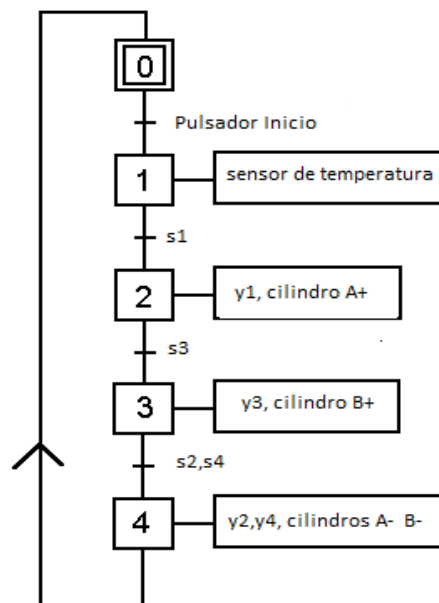 0
Pulsador Inicio
1
sensor de temperatura
s1
2
y1, cilindro A+
s3
3
y3, cilindro B+
s2,s4
4
y2,y4, cilindros A- B-